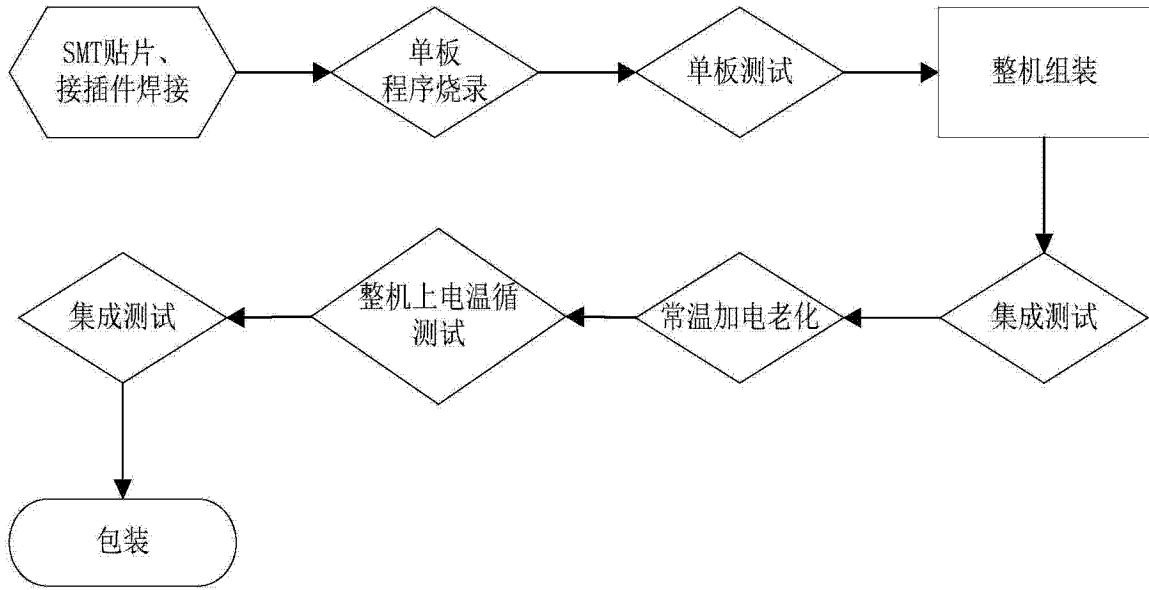 SMT贴片、
接插件焊接
单板
程序烧录
单板测试
整机组装
集成测试
整机上电温循
测试
常温加电老化
集成测试
包装